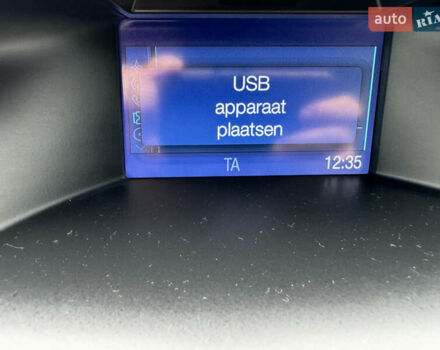 auto RIA
USB
apparaat
plaatsen
TA 12:35